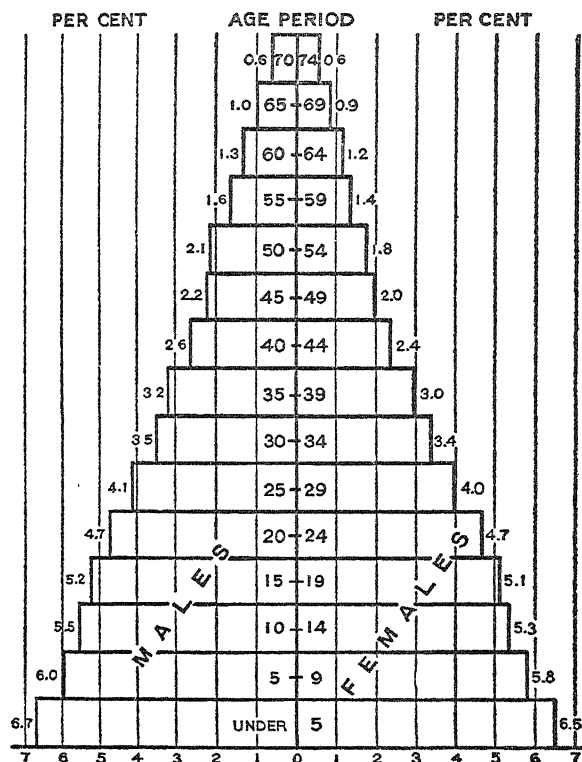 PER CENT AGE PERIOD PER CENT
0.6 70 74 0.6
1.0 65-69 0.9
1.3 60-64 1.2
1.6 55-59 1.4
2.1 50-54 1.8
2.2 45-49 2.0
2 6 40-44 2.4
3 2 35-39 3.0
3 5 30-34 3.4
4.1 25-29 4.0
4.7 20-24 4.7
5.2 15-19 5.1
5.5 10-14 5.3
6.0 5-9 5.8
6.7 UNDER 5 6.5
MALES
FEMALES
7 6 5 4 3 2 1 0 1 2 3 4 5 6 7